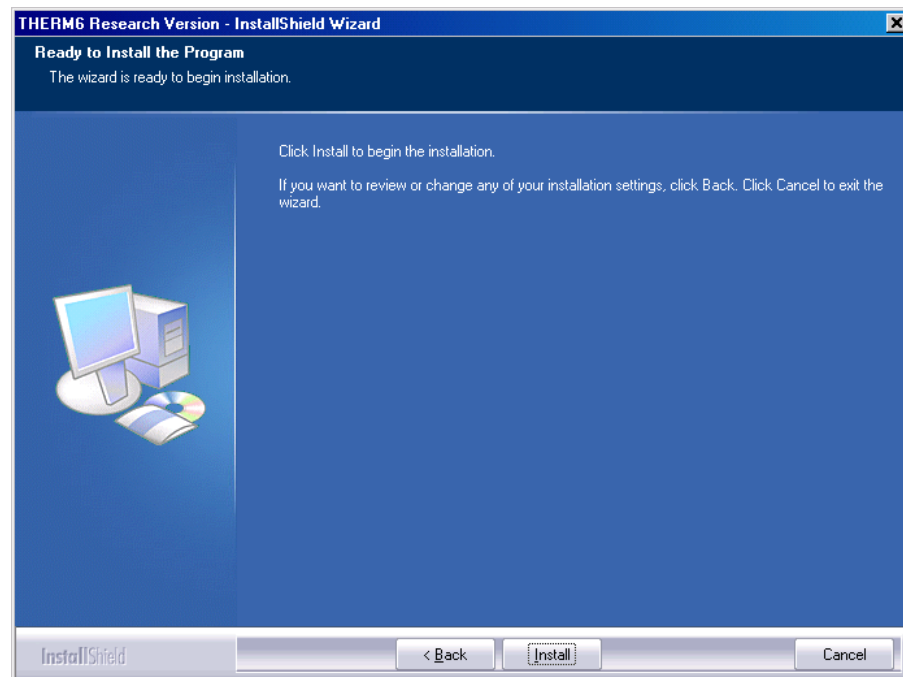 THERM6 Research Version - InstallShield Wizard
Ready to Install the Program
The wizard is ready to begin installation.
Click Install to begin the installation.
If you want to review or change any of your installation settings, click Back. Click Cancel to exit the
wizard.
InstallShield
< Back
Install
Cancel